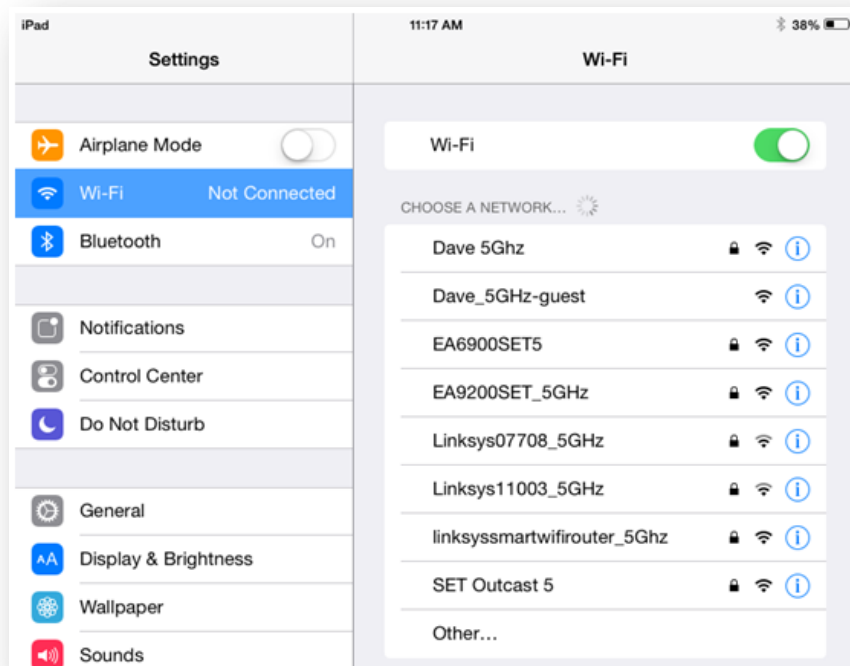 iPad
11:17 AM
38%
Settings
Wi-Fi
Airplane Mode
Wi-Fi Not Connected
Bluetooth On
Notifications
Control Center
Do Not Disturb
General
AA Display & Brightness
Wallpaper
Sounds
Wi-Fi
CHOOSE A NETWORK...
Dave 5Ghz
Dave_5GHz-guest
EA6900SET5
EA9200SET_5GHz
Linksys07708_5GHz
Linksys11003_5GHz
linksyssmartwifirouter_5Ghz
SET Outcast 5
Other...